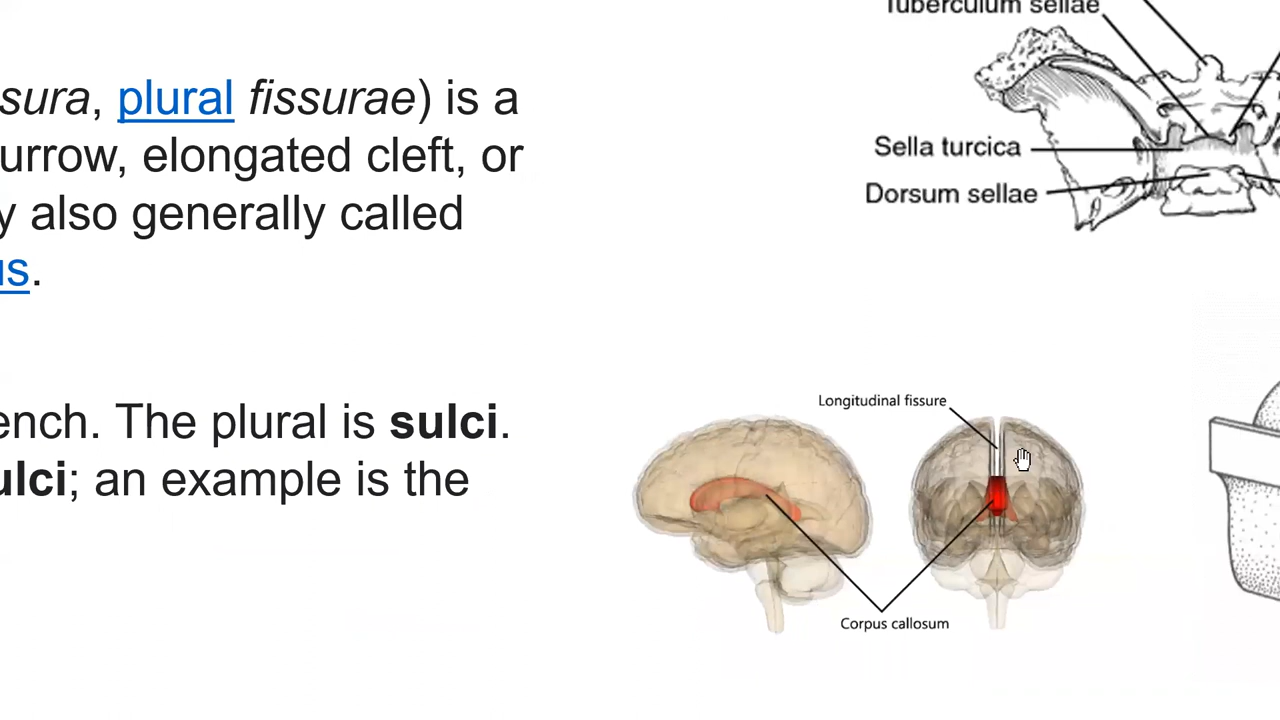 sura, plural fissurae) is a
urrow, elongated cleft, or
y also generally called
us.
ench. The plural is sulci.
ulci; an example is the
Tuberculum sellae
Sella turcica
Dorsum sellae
Longitudinal fissure
Corpus callosum